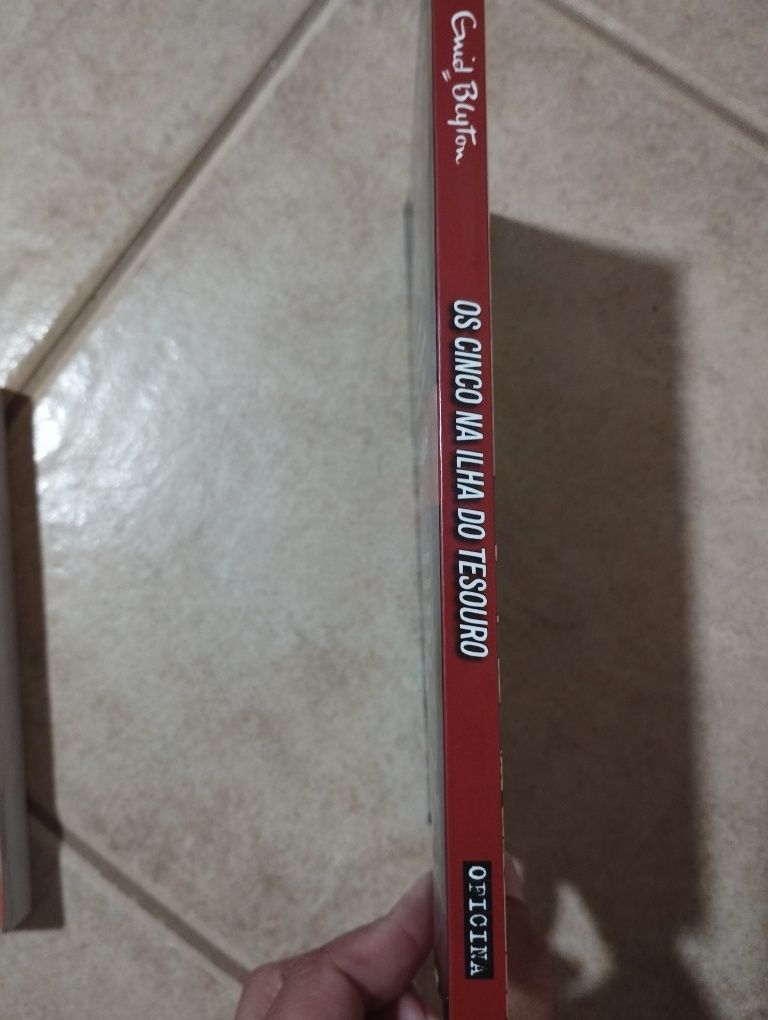 Enid Blyton
OS CINCO NA ILHA DO TESOURO
OFICINA